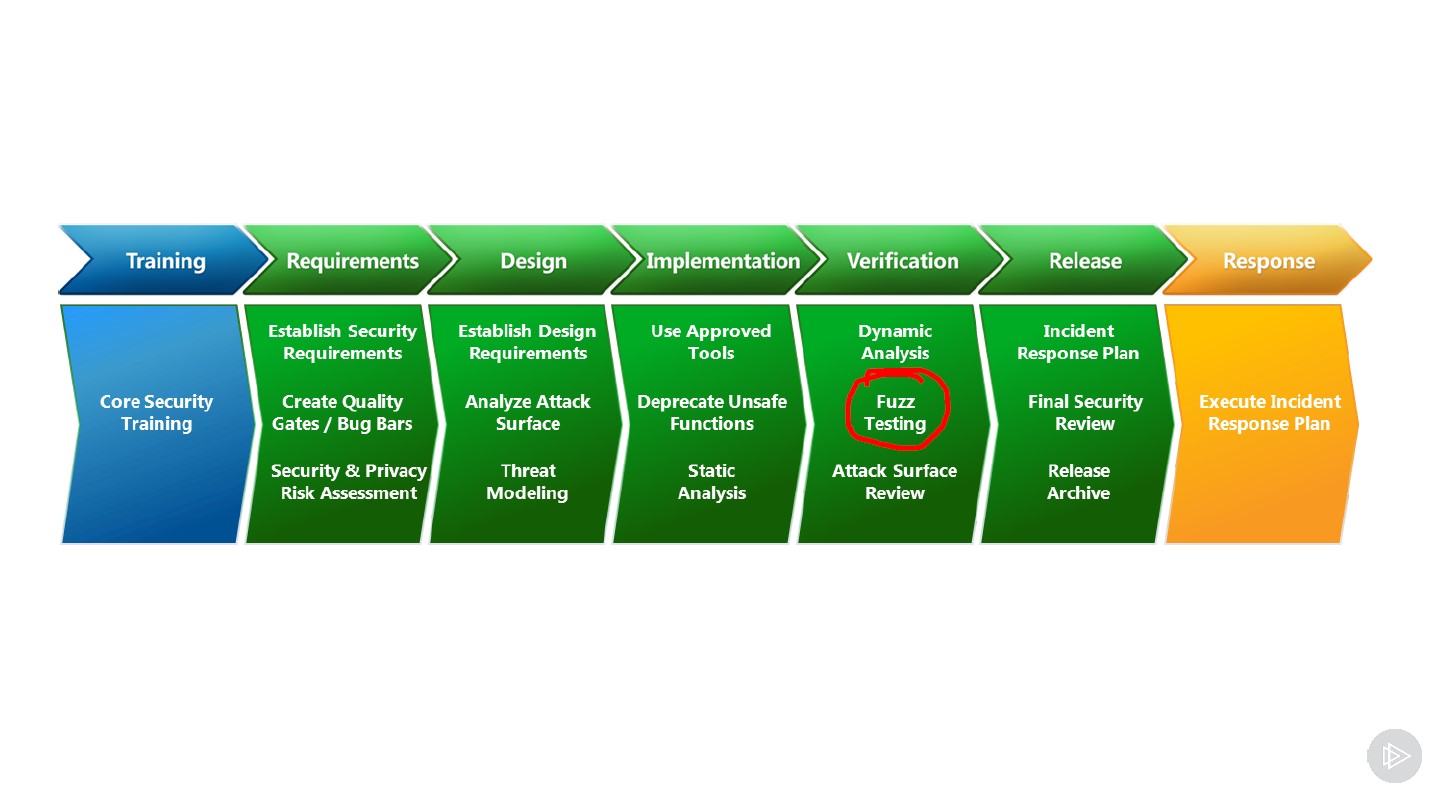 Training
Requirements
Design
Implementation
Verification
Release
Response
Core Security
Training
Establish Security
Requirements
Create Quality
Gates / Bug Bars
Security & Privacy
Risk Assessment
Establish Design
Requirements
Analyze Attack
Surface
Threat
Modeling
Use Approved
Tools
Deprecate Unsafe
Functions
Static
Analysis
Dynamic
Analysis
Fuzz
Testing
Attack Surface
Review
Incident
Response Plan
Final Security
Review
Release
Archive
Execute Incident
Response Plan